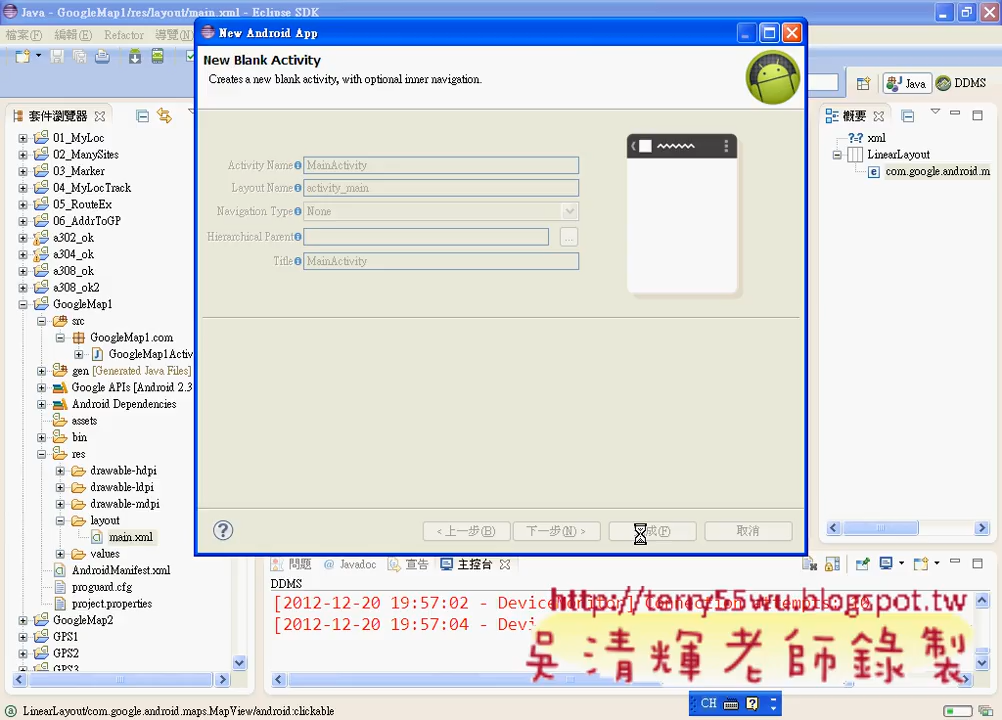 Java - GoogleMap1/res/layout/main.xml - Eclipse SDK
檔案(F) 編輯(E) Refactor 導覽(N)
New Android App
New Blank Activity
Creates a new blank activity, with optional inner navigation.
Activity Name MainActivity
Layout Name activity_main
Navigation Type None
Hierarchical Parent
...
Title MainActivity
< 上一步(B)
下一步(N) >
成(F)
取消
Java
DDMS
套件瀏覽器
01_MyLoc
02_ManySites
03_Marker
04_MyLocTrack
05_RouteEx
06_AddrToGP
a302_ok
a304_ok
a308_ok
a308_ok2
GoogleMap1
src
GoogleMap1.com
GoogleMap1Activ
gen [Generated Java Files]
Google APIs [Android 2.3
Android Dependencies
assets
bin
res
drawable-hdpi
drawable-ldpi
drawable-mdpi
layout
main.xml
values
AndroidManifest.xml
proguard.cfg
project.properties
GoogleMap2
GPS1
GPS2
GPS3
概要
xml
LinearLayout
com.google.android.m
問題 @ Javadoc 宣告 主控台
DDMS
[2012-12-20 19:57:02 - DeviceMonitor] Connection attempts: 10
[2012-12-20 19:57:04 - Devi
http://terry55wu.blogspot.tw
吳清輝老師錄製
CH
LinearLayout/com.google.android.maps.MapView/android:clickable